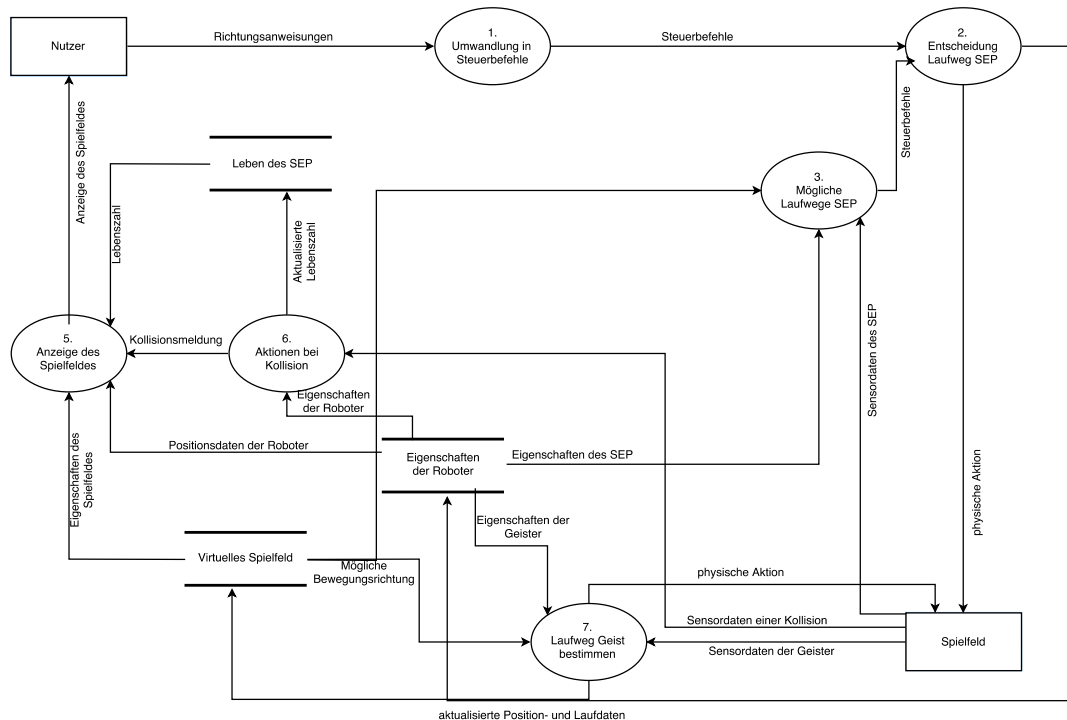 Nutzer
Richtungsanweisungen
1.
Umwandlung in
Steuerbefehle
Steuerbefehle
2.
Entscheidung
Laufweg SEP
Anzeige des Spielfeldes
Leben des SEP
Steuerbefehle
3.
Mögliche
Laufwege SEP
Lebenszahl
Aktualisierte
Lebenszahl
5.
Anzeige des
Spielfeldes
Kollisionsmeldung
6.
Aktionen bei
Kollision
Sensordaten des SEP
Eigenschaften
der Roboter
Positionsdaten der Roboter
Eigenschaften
der Roboter
Eigenschaften des SEP
physische Aktion
Eigenschaften des
Spielfeldes
Eigenschaften der
Geister
Virtuelles Spielfeld
Mögliche
Bewegungsrichtung
physische Aktion
7.
Laufweg Geist
bestimmen
Sensordaten einer Kollision
Sensordaten der Geister
Spielfeld
aktualisierte Position- und Laufdaten